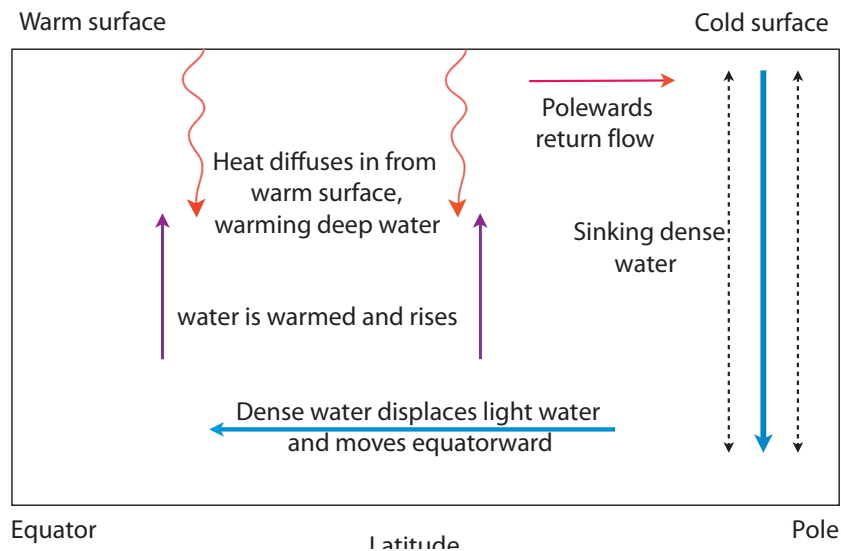 Warm surface
Cold surface
Polewards
return flow
Heat diffuses in from
warm surface,
warming deep water
Sinking dense
water
water is warmed and rises
Dense water displaces light water
and moves equatorward
Equator
Latitude
Pole